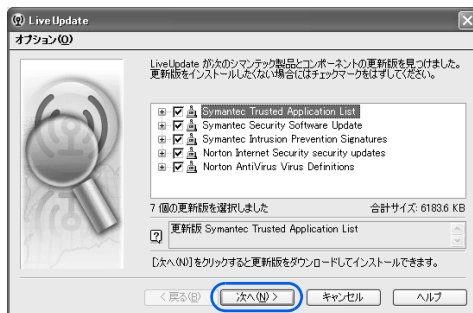 LiveUpdate
オプション(O)
LiveUpdate が次のシマンテック製品とコンポーネントの更新版を見つけました。
更新版をインストールしたくない場合にはチェックマークをはずしてください。
Symantec Trusted Application List
Symantec Security Software Update
Symantec Intrusion Prevention Signatures
Norton Internet Security security updates
Norton AntiVirus Virus Definitions
7 個の更新版を選択しました 合計サイズ: 6183.6 KB
更新版 Symantec Trusted Application List
[次へ(N)]をクリックすると更新版をダウンロードしてインストールできます。
< 戻る(B) 次へ(N) > キャンセル ヘルプ